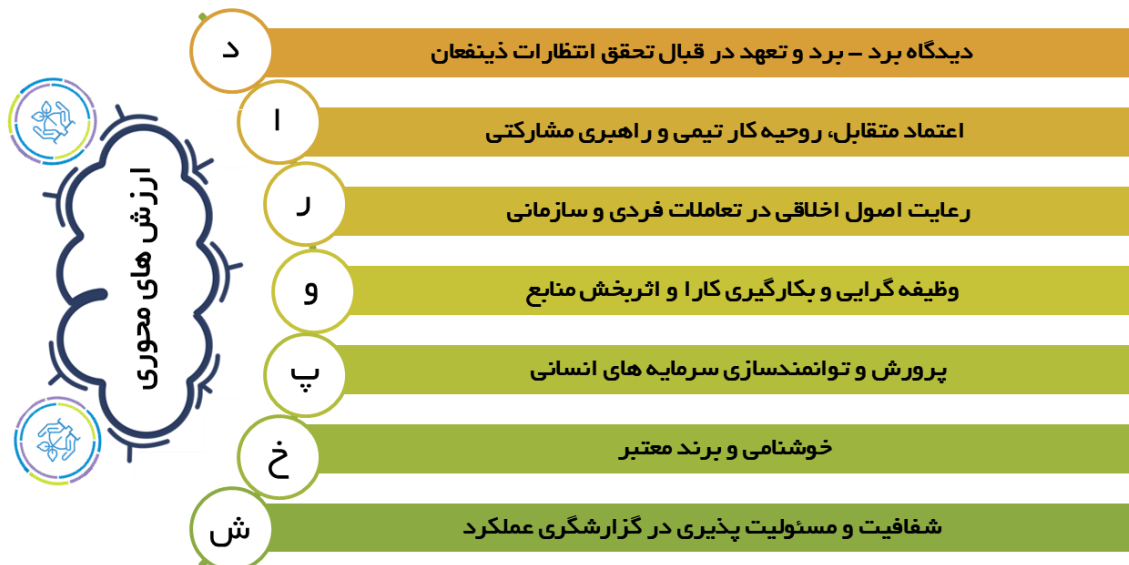 ارزش های محوری
د
دیدگاه برد – برد و تعهد در قبال تحقق انتظارات ذینفعان
ا
اعتماد متقابل، روحیه کار تیمی و راهبری مشارکتی
ر
رعایت اصول اخلاقی در تعاملات فردی و سازمانی
و
وظیفه گرایی و بکارگیری کارا و اثربخش منابع
پ
پرورش و توانمندسازی سرمایه های انسانی
خ
خوشنامی و برند معتبر
ش
شفافیت و مسئولیت پذیری در گزارشگری عملکرد